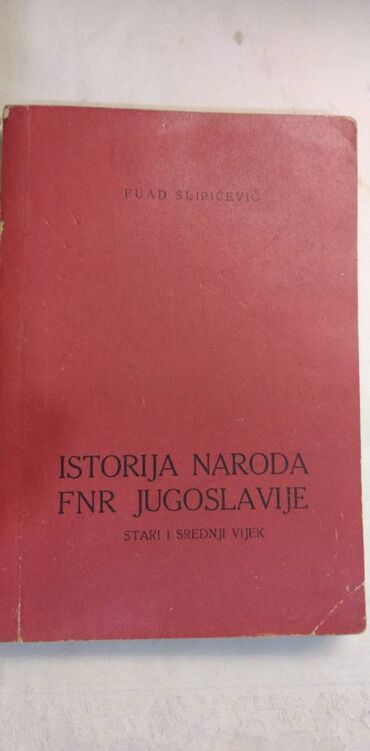 FUAD SLIPIČEVIĆ
ISTORIJA NARODA
FNR JUGOSLAVIJE
STARI I SREDNJI VIJEK